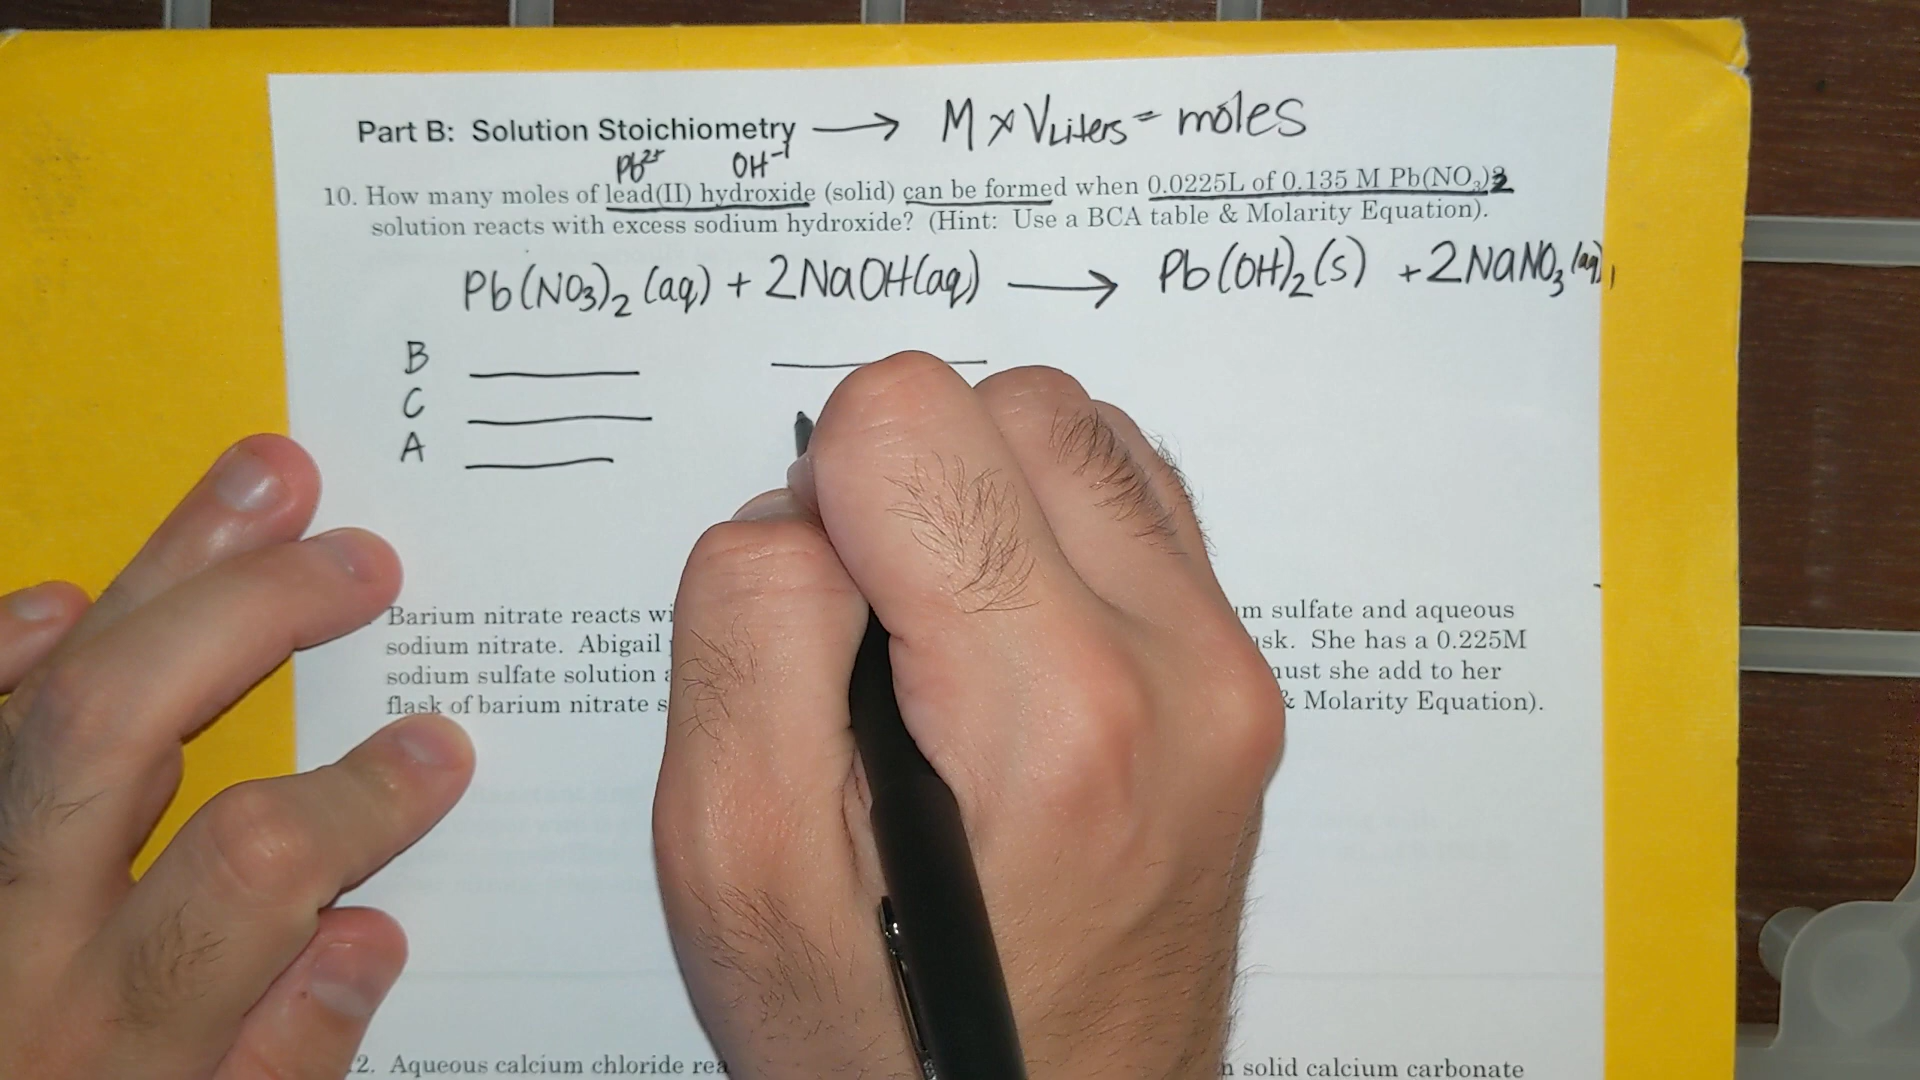 Part B: Solution Stoichiometry → M × VLiters = moles
Pb²⁺ OH⁻¹
10. How many moles of lead(II) hydroxide (solid) can be formed when 0.0225L of 0.135 M Pb(NO₃)2
solution reacts with excess sodium hydroxide? (Hint: Use a BCA table & Molarity Equation).
Pb(NO₃)₂ (aq) + 2NaOH(aq) → Pb(OH)₂(s) + 2NaNO₃(aq)
B
C
A
Barium nitrate reacts sulfate and aqueous
sodium nitrate. Abigail She has a 0.225M
sodium sulfate solution must she add to her
flask of barium nitrate & Molarity Equation).
2. Aqueous calcium chloride solid calcium carbonate